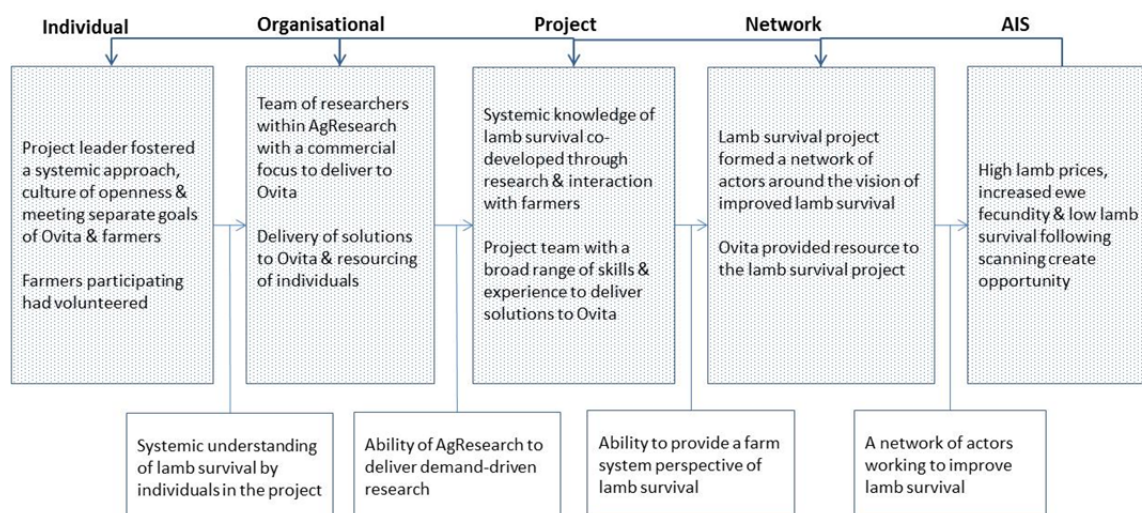 Individual
Organisational
Project
Network
AIS
Project leader fostered
a systemic approach,
culture of openness &
meeting separate goals
of Ovita & farmers
Farmers participating
had volunteered
Team of researchers
within AgResearch
with a commercial
focus to deliver to
Ovita
Delivery of solutions
to Ovita & resourcing
of individuals
Systemic knowledge of
lamb survival co-
developed through
research & interaction
with farmers
Project team with a
broad range of skills &
experience to deliver
solutions to Ovita
Lamb survival project
formed a network of
actors around the vision of
improved lamb survival
Ovita provided resource to
the lamb survival project
High lamb prices,
increased ewe
fecundity & low lamb
survival following
scanning create
opportunity
Systemic understanding
of lamb survival by
individuals in the project
Ability of AgResearch to
deliver demand-driven
research
Ability to provide a farm
system perspective of
lamb survival
A network of actors
working to improve
lamb survival